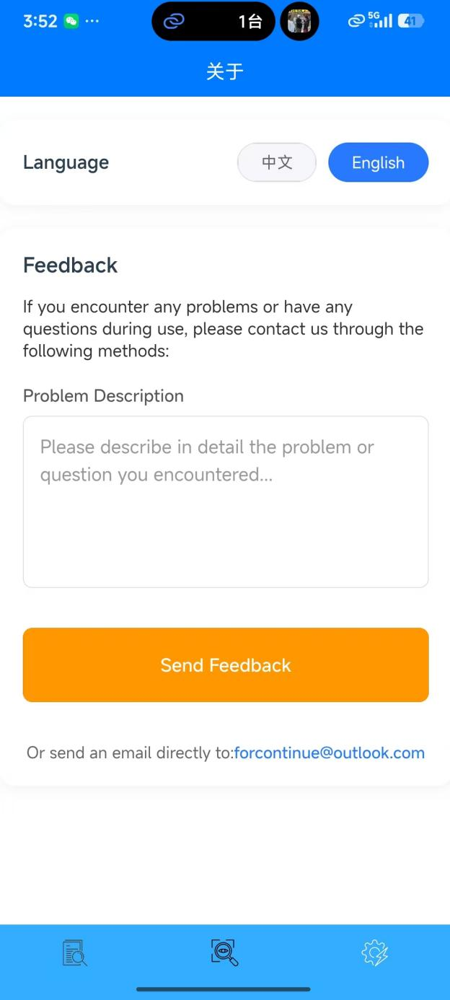 3:52 ... 1台 5G 41
关于
Language 中文 English
Feedback
If you encounter any problems or have any
questions during use, please contact us through the
following methods:
Problem Description
Please describe in detail the problem or
question you encountered...
Send Feedback
Or send an email directly to:forcontinue@outlook.com